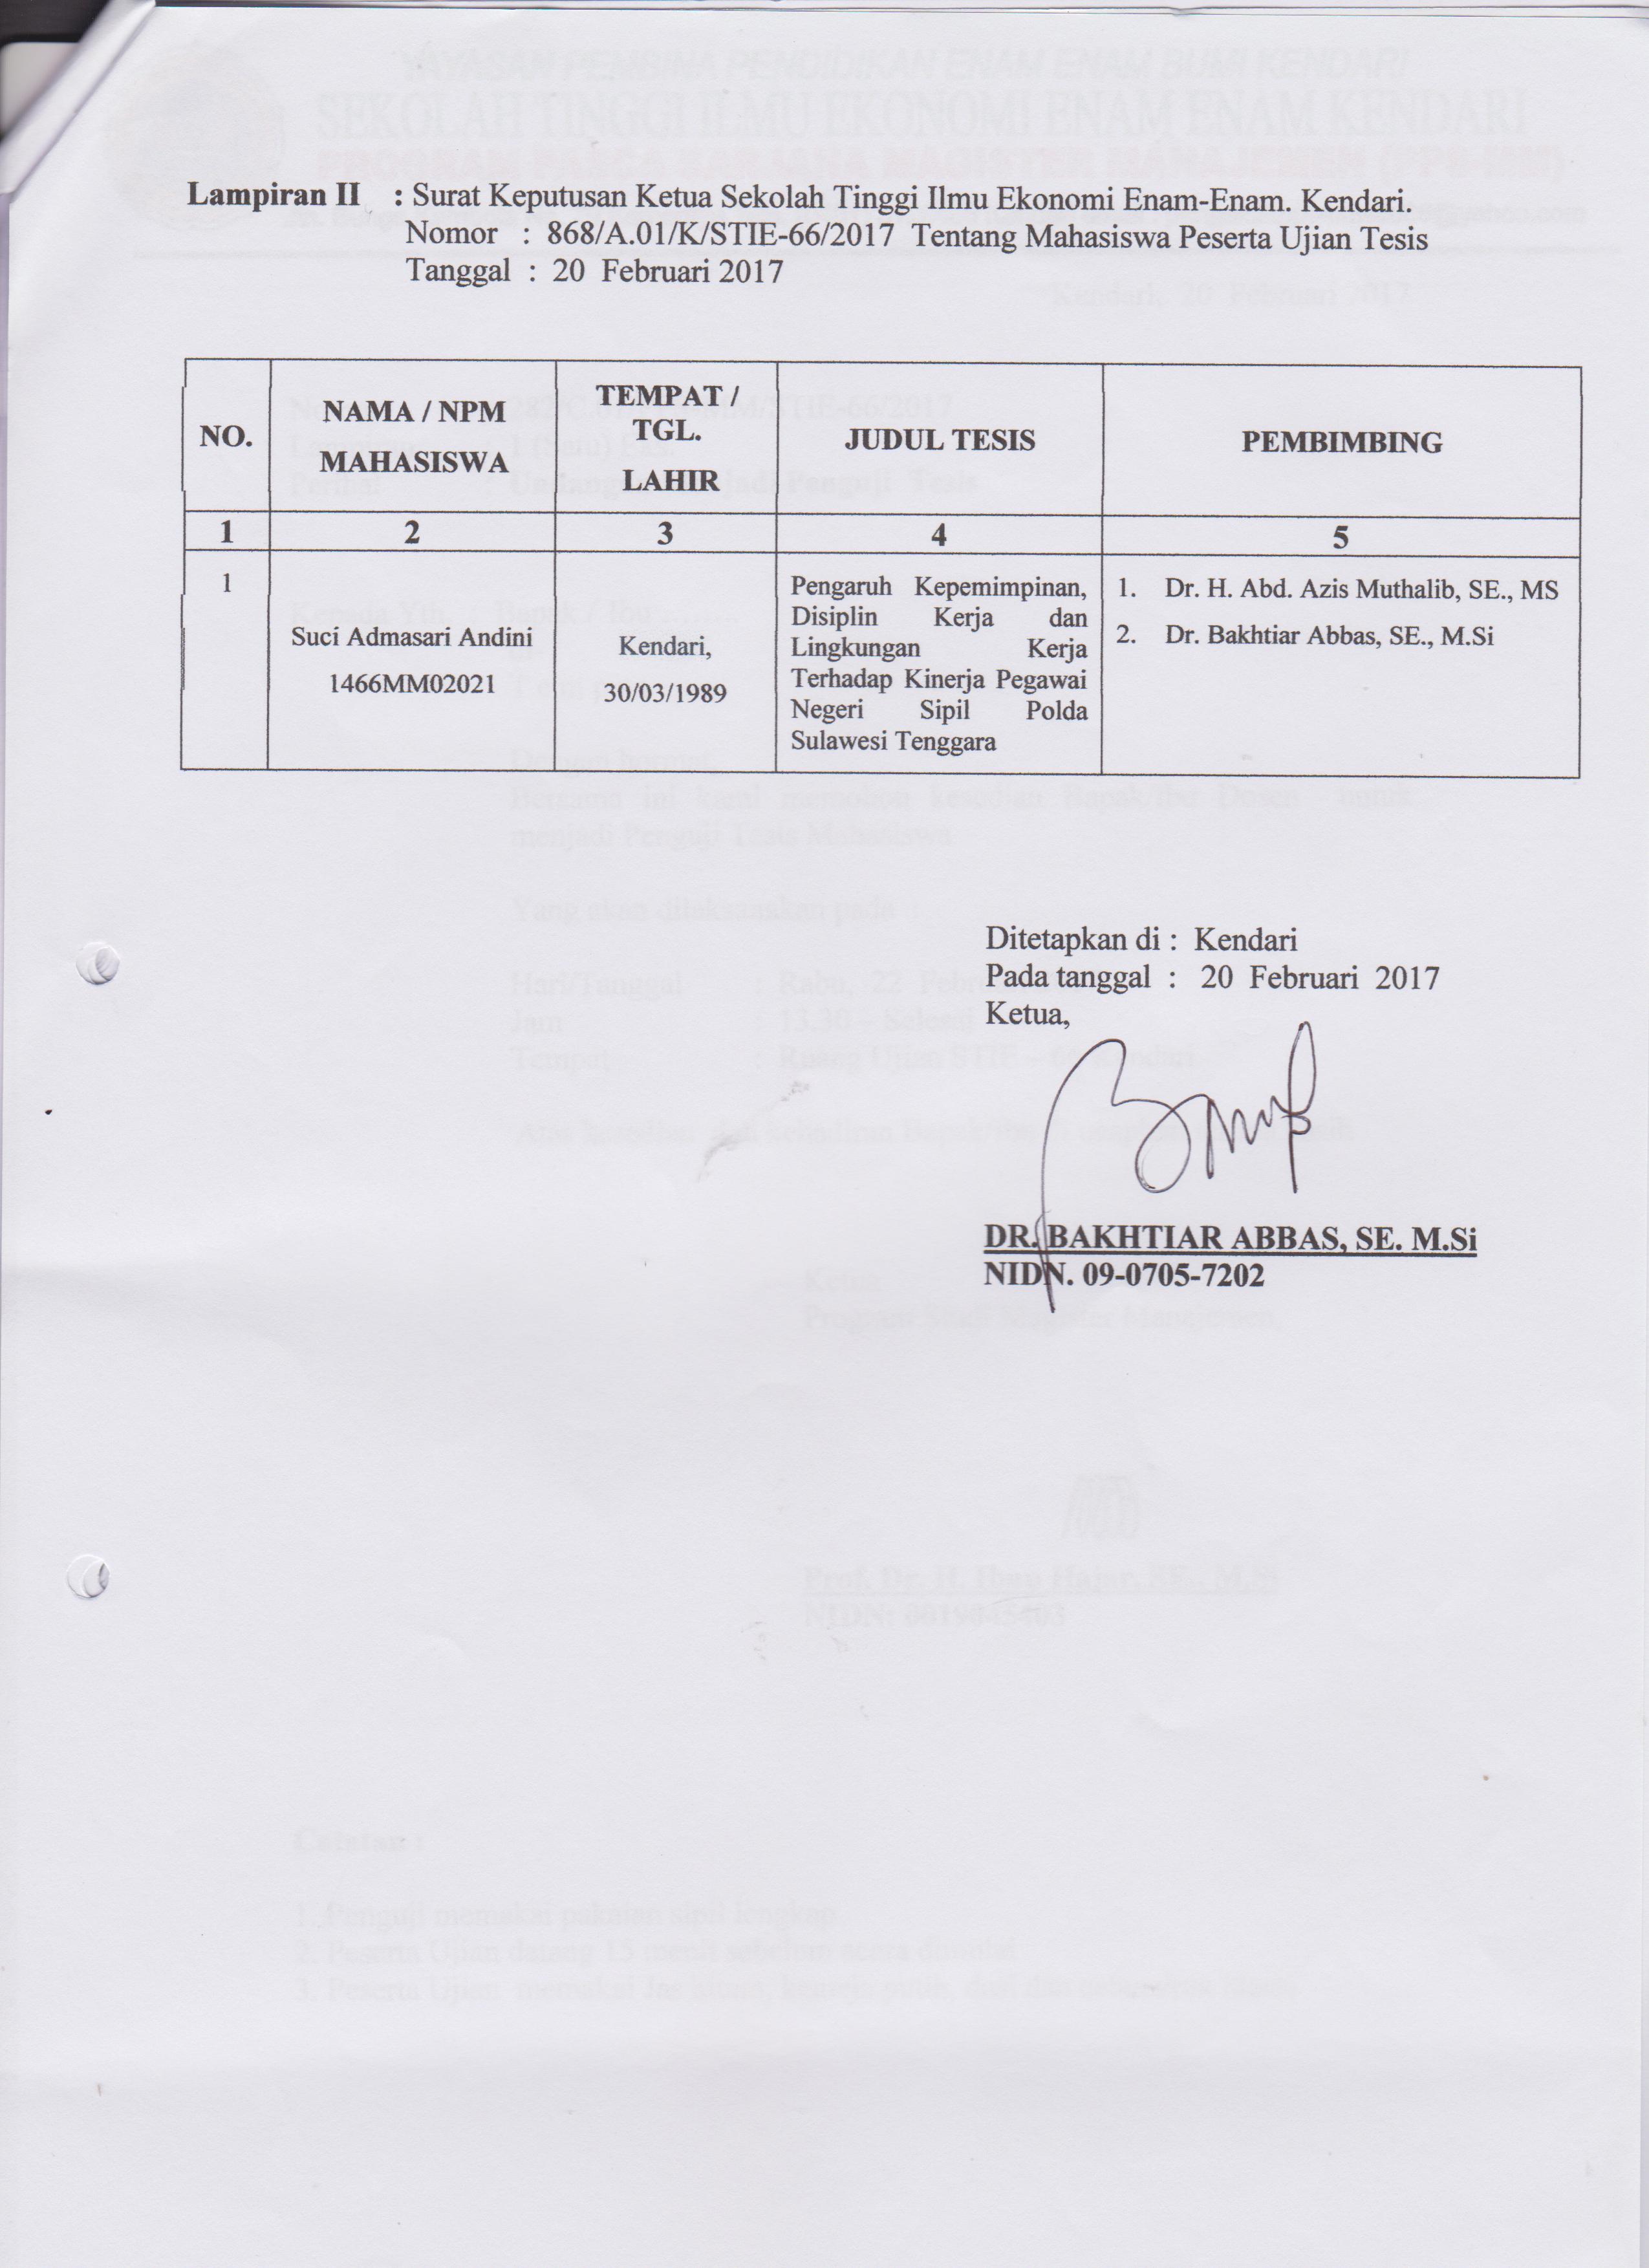 Lampiran II : Surat Keputusan Ketua Sekolah Tinggi Ilmu Ekonomi Enam-Enam. Kendari.
Nomor : 868/A.01/K/STIE-66/2017 Tentang Mahasiswa Peserta Ujian Tesis
Tanggal : 20 Februari 2017
NO.
NAMA / NPM
MAHASISWA
TEMPAT /
TGL.
LAHIR
JUDUL TESIS
PEMBIMBING
1 2 3 4 5
1
Suci Admasari Andini
1466MM02021
Kendari,
30/03/1989
Pengaruh Kepemimpinan,
Disiplin Kerja dan
Lingkungan Kerja
Terhadap Kinerja Pegawai
Negeri Sipil Polda
Sulawesi Tenggara
1. Dr. H. Abd. Azis Muthalib, SE., MS
2. Dr. Bakhtiar Abbas, SE., M.Si
Ditetapkan di : Kendari
Pada tanggal : 20 Februari 2017
Ketua,
DR. BAKHTIAR ABBAS, SE. M.Si
NIDN. 09-0705-7202